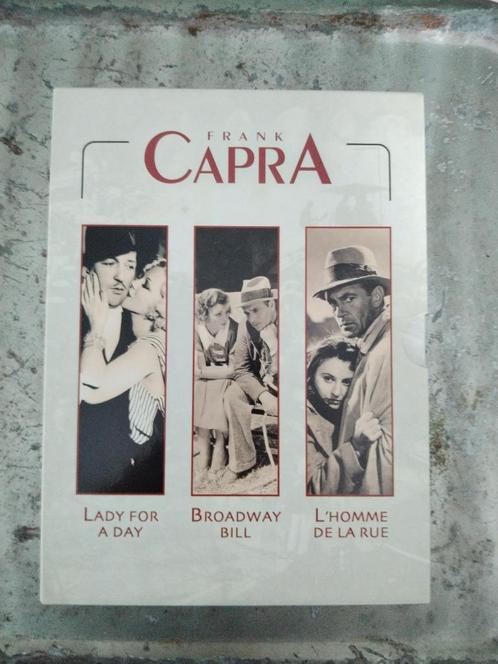 FRANK
CAPRA
LADY FOR
A DAY
BROADWAY
BILL
L'HOMME
DE LA RUE